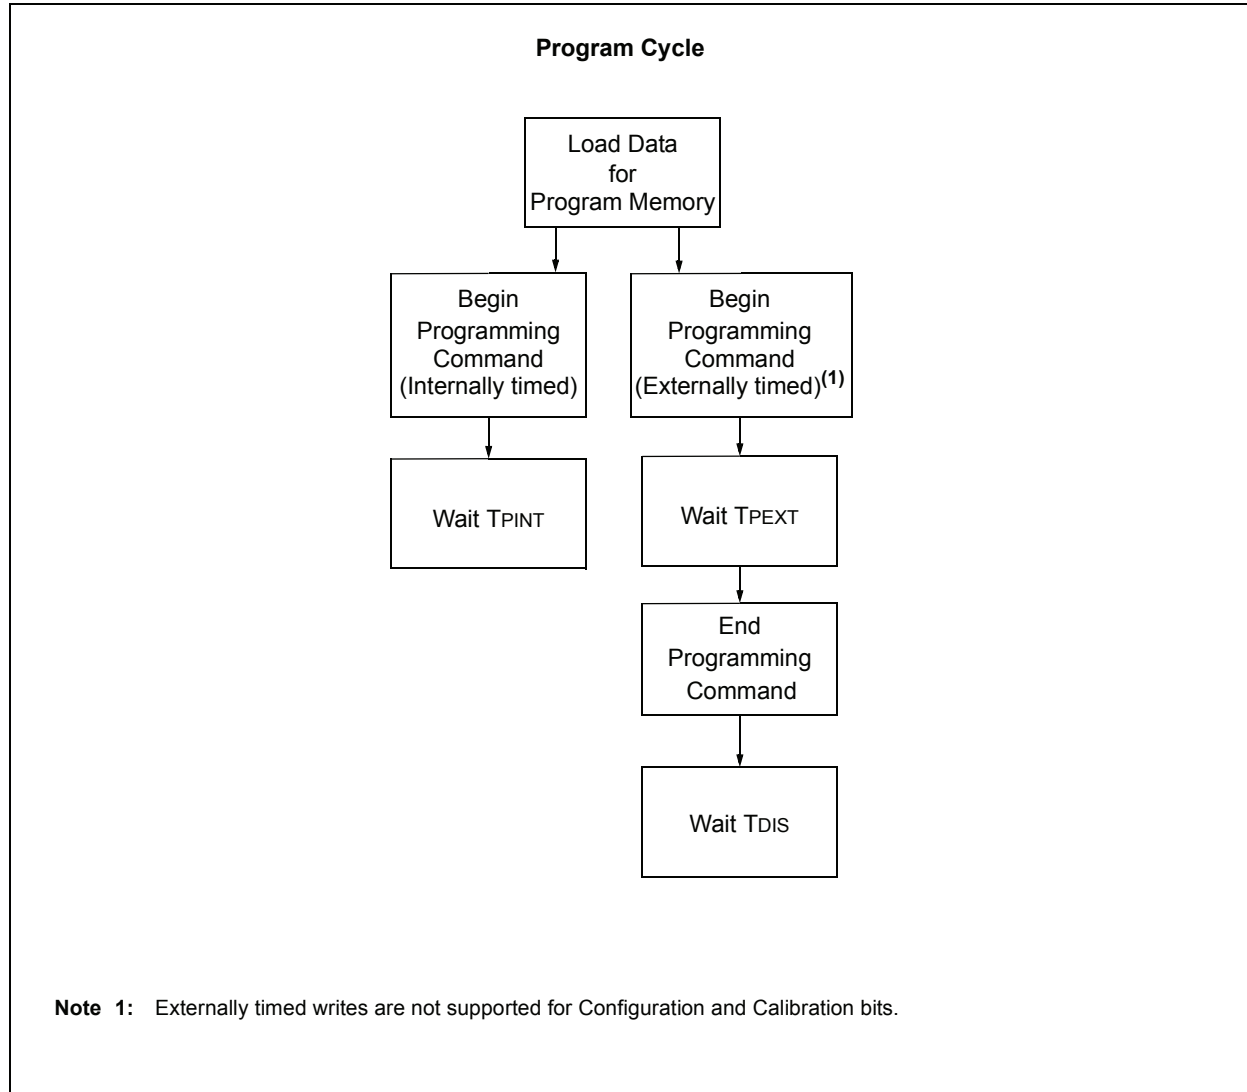 Program Cycle
Load Data
for
Program Memory
Begin
Programming
Command
(Internally timed)
Begin
Programming
Command
(Externally timed)(1)
Wait TPINT
Wait TPEXT
End
Programming
Command
Wait TDIS
Note 1: Externally timed writes are not supported for Configuration and Calibration bits.